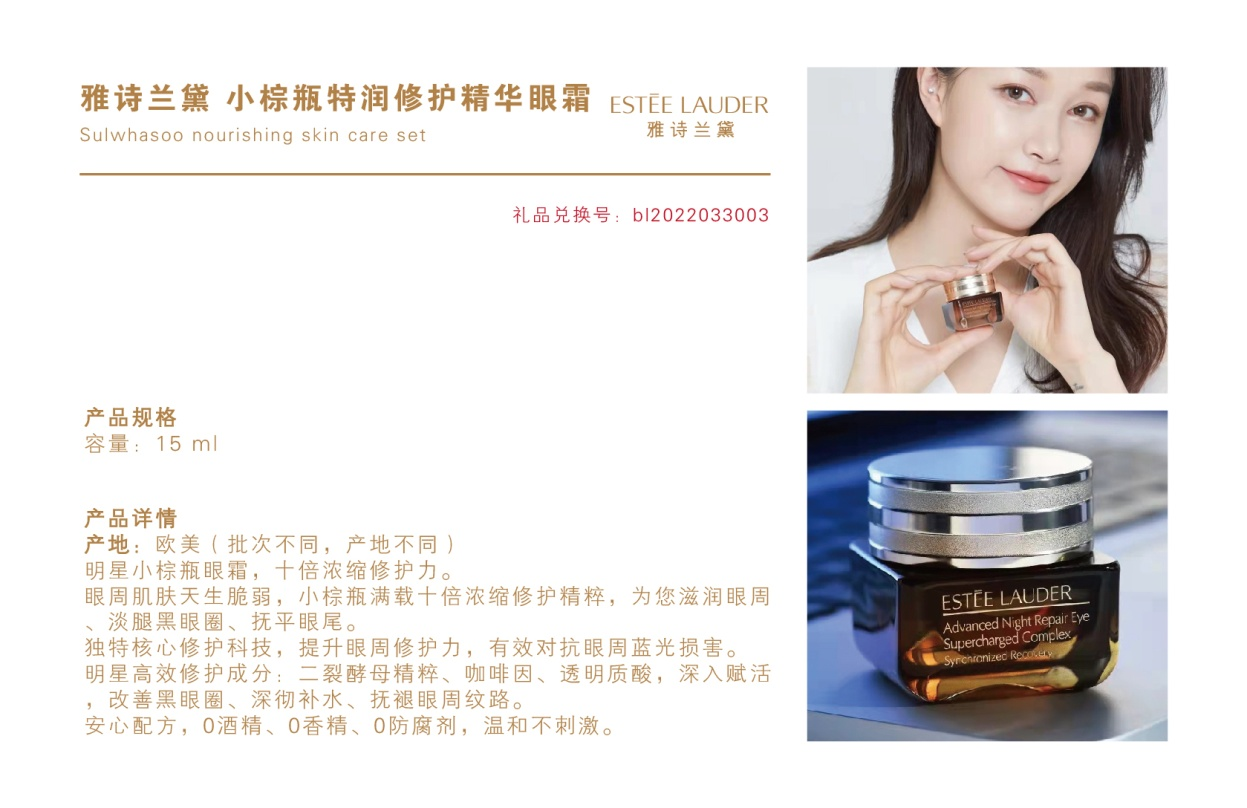 雅诗兰黛 小棕瓶特润修护精华眼霜
Sulwhasoo nourishing skin care set
ESTĒE LAUDER
雅诗兰黛
礼品兑换号：bl2022033003
产品规格
容量：15 ml
产品详情
产地：欧美（批次不同，产地不同）
明星小棕瓶眼霜，十倍浓缩修护力。
眼周肌肤天生脆弱，小棕瓶满载十倍浓缩修护精粹，为您滋润眼周
、淡腿黑眼圈、抚平眼尾。
独特核心修护科技，提升眼周修护力，有效对抗眼周蓝光损害。
明星高效修护成分：二裂酵母精粹、咖啡因、透明质酸，深入赋活
，改善黑眼圈、深彻补水、抚褪眼周纹路。
安心配方，0酒精、0香精、0防腐剂，温和不刺激。
ESTĒE LAUDER
Advanced Night Repair Eye
Supercharged Complex
Synchronized Recovery